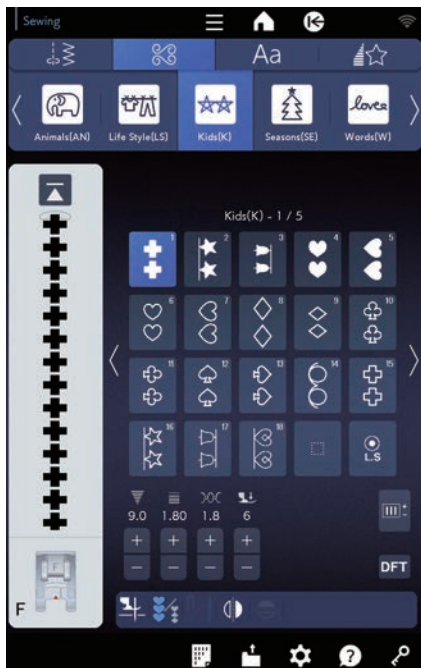 Sewing
Aa
Animals(AN) Life Style(LS) Kids(K) Seasons(SE) Words(W)
love
Kids(K) - 1 / 5
1 2 3 4 5
6 7 8 9 10
11 12 13 14 15
16 17 18 L.S
9.0 1.80 1.8 6
+ + + +
− − − −
DFT
F
F
?